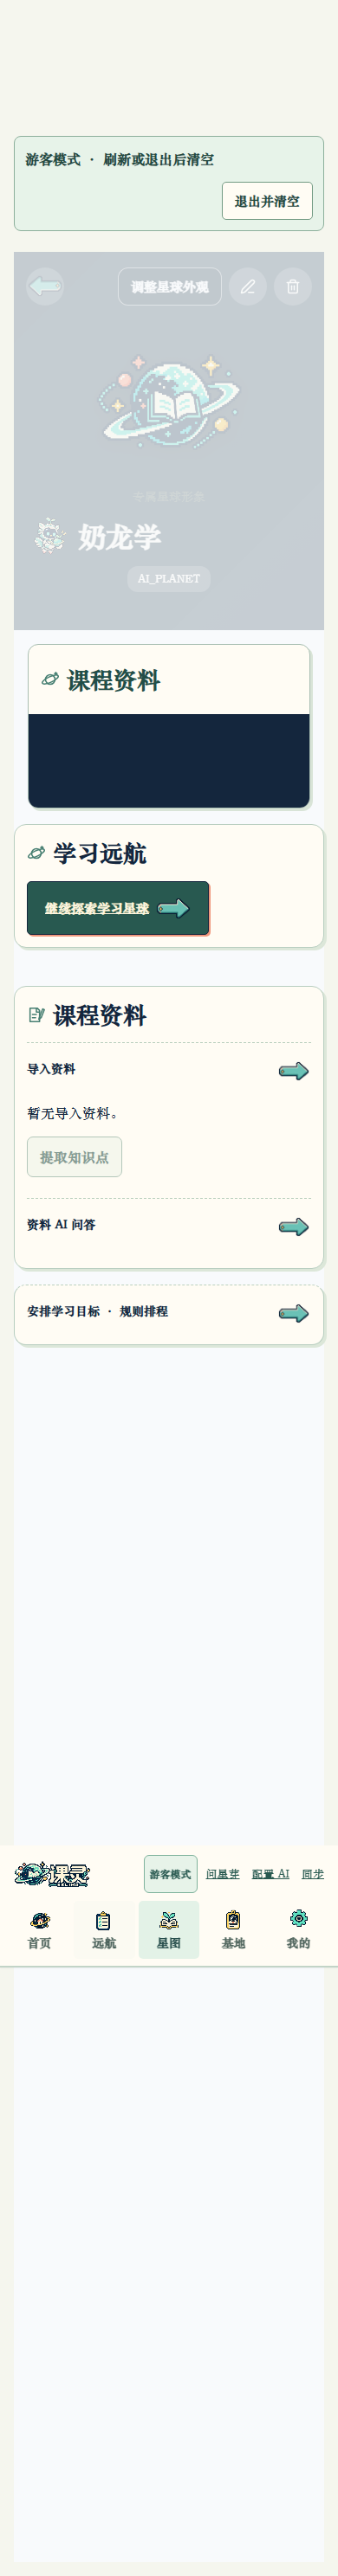 游客模式 · 刷新或退出后清空
退出并清空
调整星球外观
奶龙学
AI_PLANET
课程资料
学习远航
继续探索学习星球
课程资料
导入资料
暂无导入资料。
提取知识点
资料 AI 问答
安排学习目标 · 规则排程
课灵
游客模式
问星芽
配置 AI
同步
首页
远航
星图
基地
我的